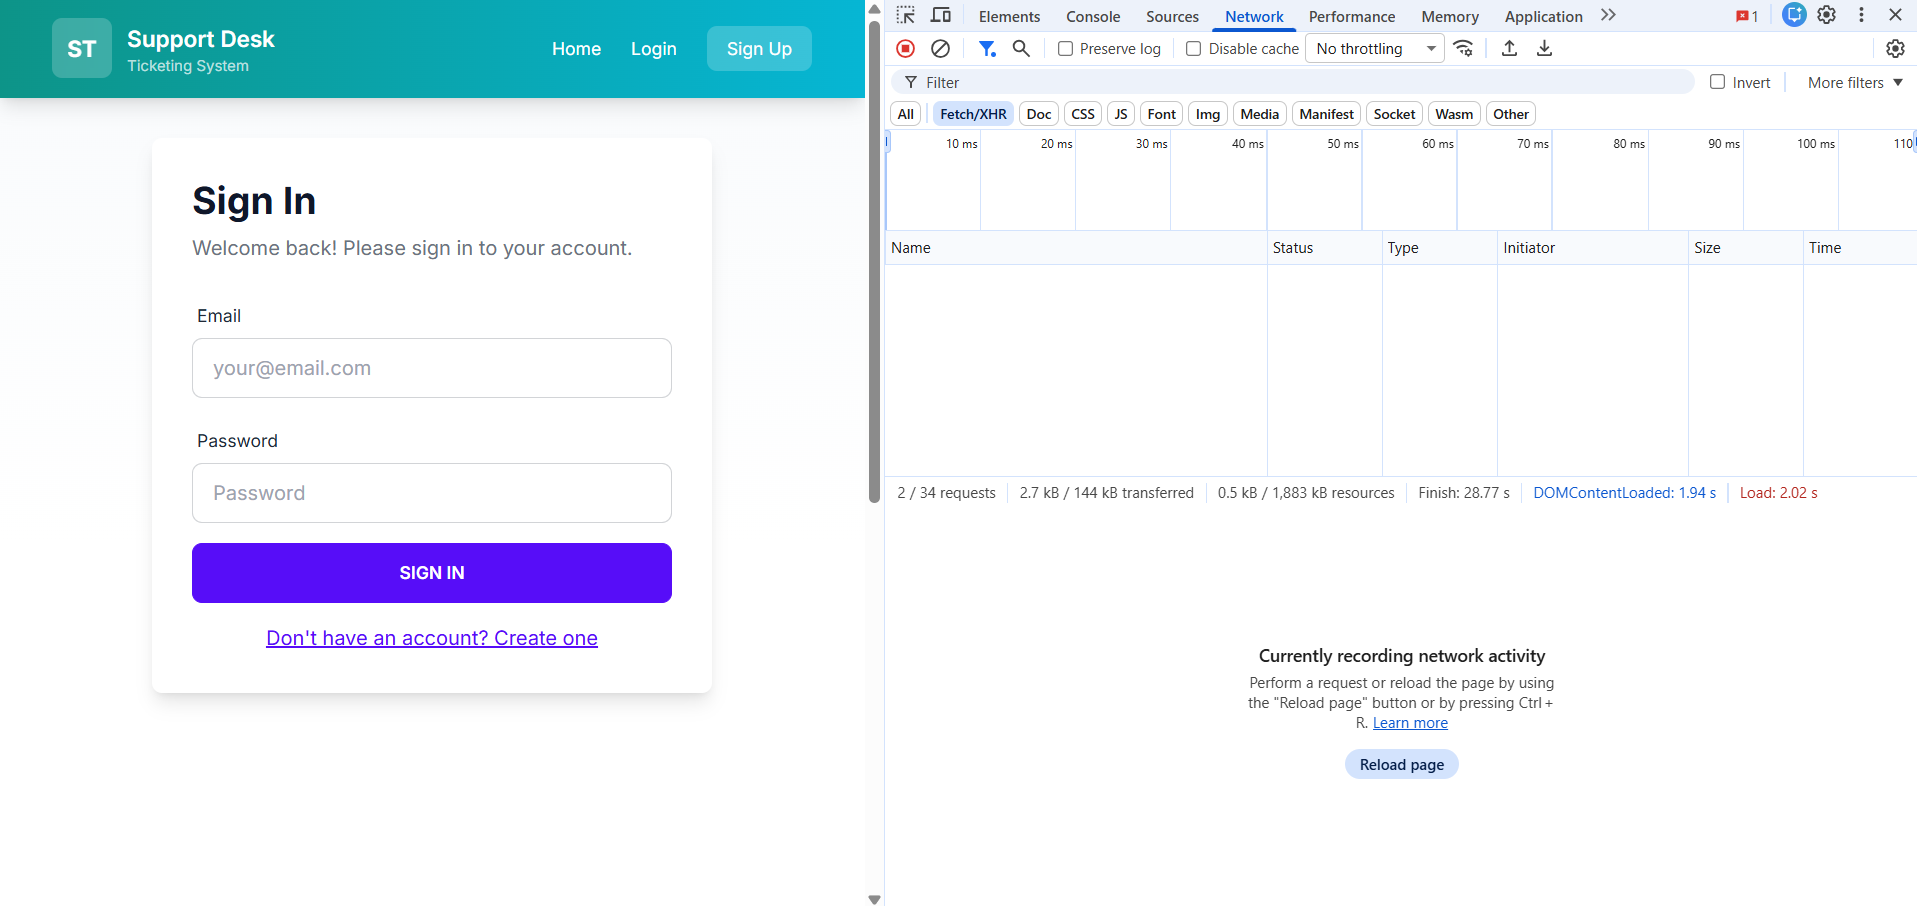 ST
Support Desk
Ticketing System
Home Login Sign Up
Sign In
Welcome back! Please sign in to your account.
Email
your@email.com
Password
Password
SIGN IN
Don't have an account? Create one
Elements Console Sources Network Performance Memory Application 1
Preserve log Disable cache No throttling
Filter Invert More filters
All Fetch/XHR Doc CSS JS Font Img Media Manifest Socket Wasm Other
10 ms 20 ms 30 ms 40 ms 50 ms 60 ms 70 ms 80 ms 90 ms 100 ms 110
Name Status Type Initiator Size Time
2 / 34 requests 2.7 kB / 144 kB transferred 0.5 kB / 1,883 kB resources Finish: 28.77 s DOMContentLoaded: 1.94 s Load: 2.02 s
Currently recording network activity
Perform a request or reload the page by using
the "Reload page" button or by pressing Ctrl +
R. Learn more
Reload page